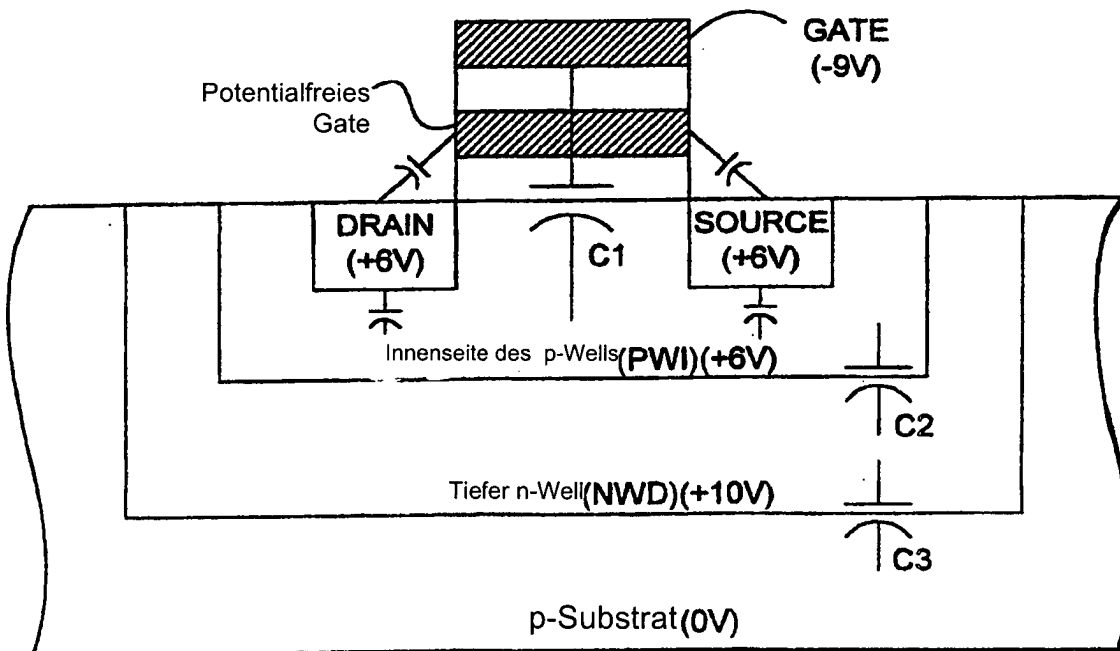 GATE
(-9V)
Potentialfreies
Gate
DRAIN
(+6V)
C1
SOURCE
(+6V)
Innenseite des p-Wells(PWI)(+6V)
C2
Tiefer n-Well(NWD)(+10V)
C3
p-Substrat(0V)